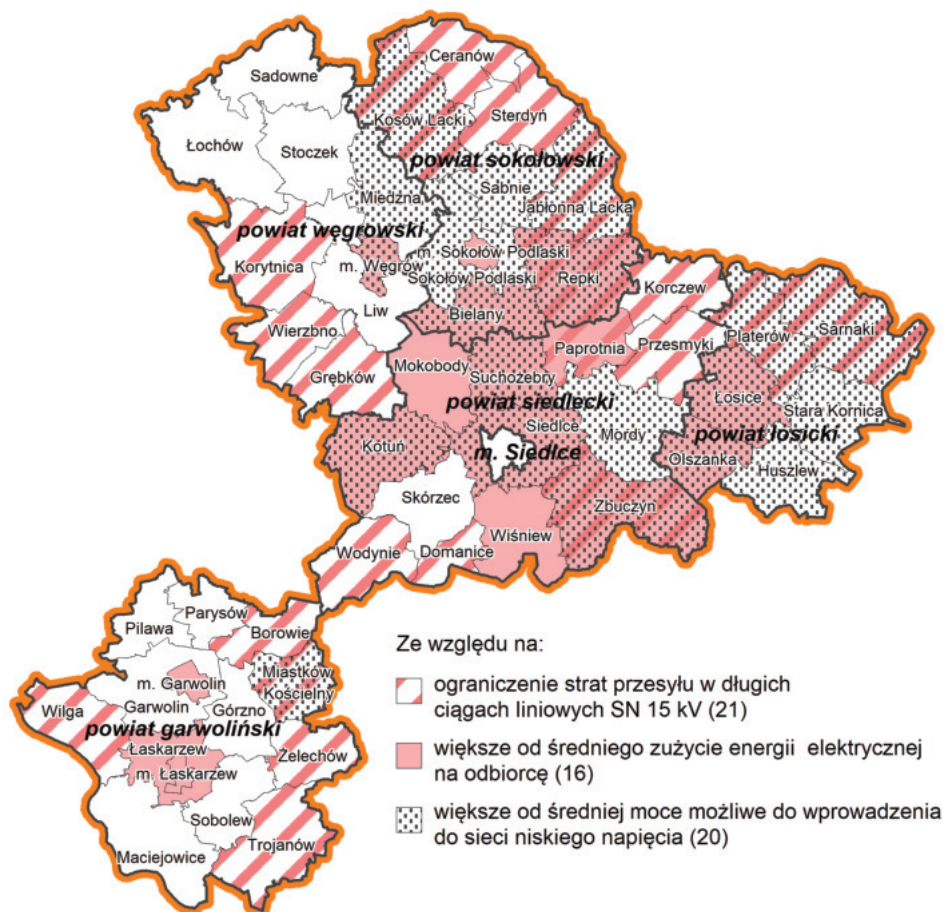 Ceranów
Sadowne
Kosów Lacki
Sterdyń
Łochów
Stoczek
powiat sokołowski
Sabnie
Miedzna
Jabłonna Lacka
powiat węgrowski
m. Sokołów Podlaski
Korytnica
m. Węgrów
Sokołów Podlaski
Repki
Korczew
Liw
Bielany
Wierzbno
Platerów
Sarnaki
Paprotnia
Przesmyki
Mokobody
Grębków
Suchożebry
Łosice
powiat siedlecki
Stara Kornica
Siedlce
Mordy
powiat łosicki
Kotuń
m. Siedlce
Olszanka
Huszlew
Skórzec
Zbuczyn
Wiśniew
Wodynie
Domanice
Parysów
Pilawa
Borowie
Miastków
Kościelny
m. Garwolin
Wilga
Garwolin
Górzno
powiat garwoliński
Łaskarzew
Żelechów
m. Łaskarzew
Sobolew
Trojanów
Maciejowice
Ze względu na:
ograniczenie strat przesyłu w długich
ciągach liniowych SN 15 kV (21)
większe od średniego zużycie energii elektrycznej
na odbiorcę (16)
większe od średniej moce możliwe do wprowadzenia
do sieci niskiego napięcia (20)